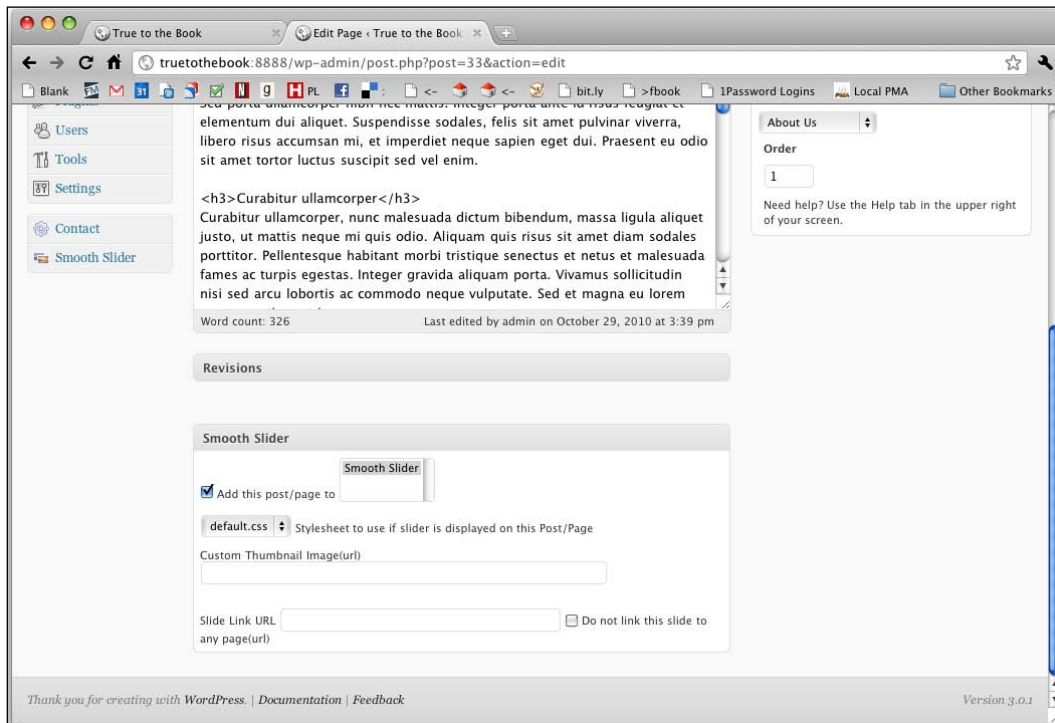 True to the Book
Edit Page ‹ True to the Book
truetothebook:8888/wp-admin/post.php?post=33&action=edit
Blank
31
g
PL
:
<-
<-
bit.ly
>fbook
1Password Logins
Local PMA
Other Bookmarks
Users
Tools
Settings
Contact
Smooth Slider
elementum dui aliquet. Suspendisse sodales, felis sit amet pulvinar viverra,
libero risus accumsan mi, et imperdiet neque sapien eget dui. Praesent eu odio
sit amet tortor luctus suscipit sed vel enim.
<h3>Curabitur ullamcorper</h3>
Curabitur ullamcorper, nunc malesuada dictum bibendum, massa ligula aliquet
justo, ut mattis neque mi quis odio. Aliquam quis risus sit amet diam sodales
porttitor. Pellentesque habitant morbi tristique senectus et netus et malesuada
fames ac turpis egestas. Integer gravida aliquam porta. Vivamus sollicitudin
nisi sed arcu lobortis ac commodo neque vulputate. Sed et magna eu lorem
Word count: 326
Last edited by admin on October 29, 2010 at 3:39 pm
About Us
Order
1
Need help? Use the Help tab in the upper right
of your screen.
Revisions
Smooth Slider
Smooth Slider
Add this post/page to
default.css
Stylesheet to use if slider is displayed on this Post/Page
Custom Thumbnail Image(url)
Slide Link URL
Do not link this slide to
any page(url)
Thank you for creating with WordPress. | Documentation | Feedback
Version 3.0.1